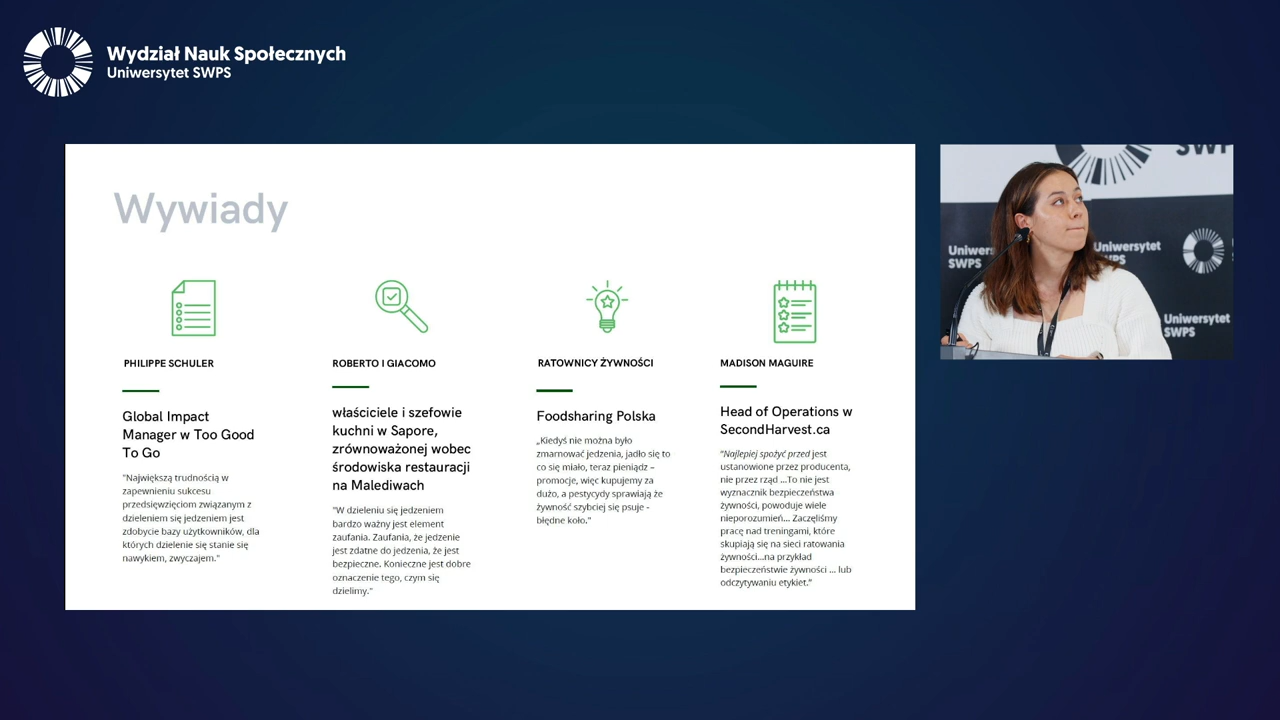 Wydział Nauk Społecznych
Uniwersytet SWPS
Wywiady
PHILIPPE SCHULER
Global Impact
Manager w Too Good
To Go
"Największą trudnością w
zapewnieniu sukcesu
przedsięwzięciom związanym z
dzieleniem się jedzeniem jest
zdobycie bazy użytkowników, dla
których dzielenie się stanie się
nawykiem, zwyczajem."
ROBERTO I GIACOMO
właściciele i szefowie
kuchni w Sapore,
zrównoważonej wobec
środowiska restauracji
na Malediwach
"W dzieleniu się jedzeniem
bardzo ważny jest element
zaufania. Zaufania, że jedzenie
jest zdatne do jedzenia, że jest
bezpieczne. Konieczne jest dobre
oznaczenie tego, czym się
dzielimy."
RATOWNICY ŻYWNOŚCI
Foodsharing Polska
„Kiedyś nie można było
zmarnować jedzenia, jadło się to
co się miało, teraz pieniądz –
promocje, więc kupujemy za
dużo, a pestycydy sprawiają że
żywność szybciej się psuje -
błędne koło."
MADISON MAGUIRE
Head of Operations w
SecondHarvest.ca
"Najlepiej spożyć przed jest
ustanowione przez producenta,
nie przez rząd ...To nie jest
wyznacznik bezpieczeństwa
żywności, powoduje wiele
nieporozumień... Zaczęliśmy
pracę nad treningami, które
skupiają się na sieci ratowania
żywności...na przykład
bezpieczeństwie żywności ... lub
odczytywaniu etykiet."
SWP
Uniwers
SWPS
Uniwersytet
WPS
Uniwersytet
SWPS